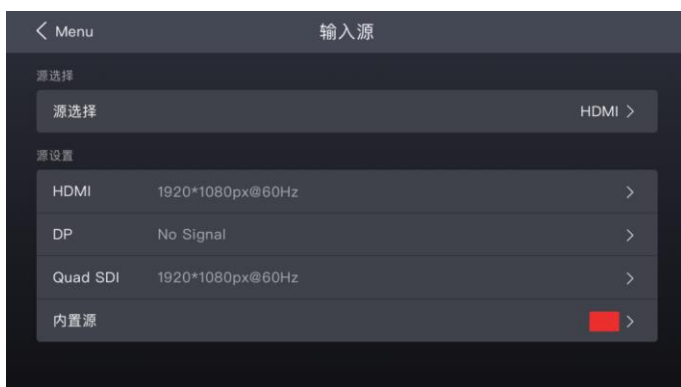 Menu
输入源
源选择
源选择 HDMI
源设置
HDMI 1920*1080px@60Hz
DP No Signal
Quad SDI 1920*1080px@60Hz
内置源